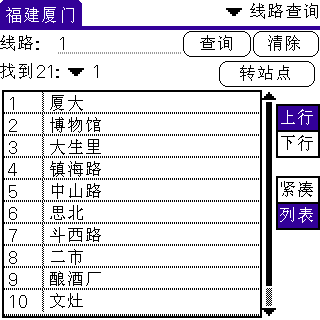 福建厦门 线路查询
线路: 1 查询 清除
找到21: 1 转站点
1 厦大
2 博物馆
3 大生里
4 镇海路
5 中山路
6 思北
7 斗西路
8 二市
9 酿酒厂
10 文灶
上行
下行
紧凑
列表